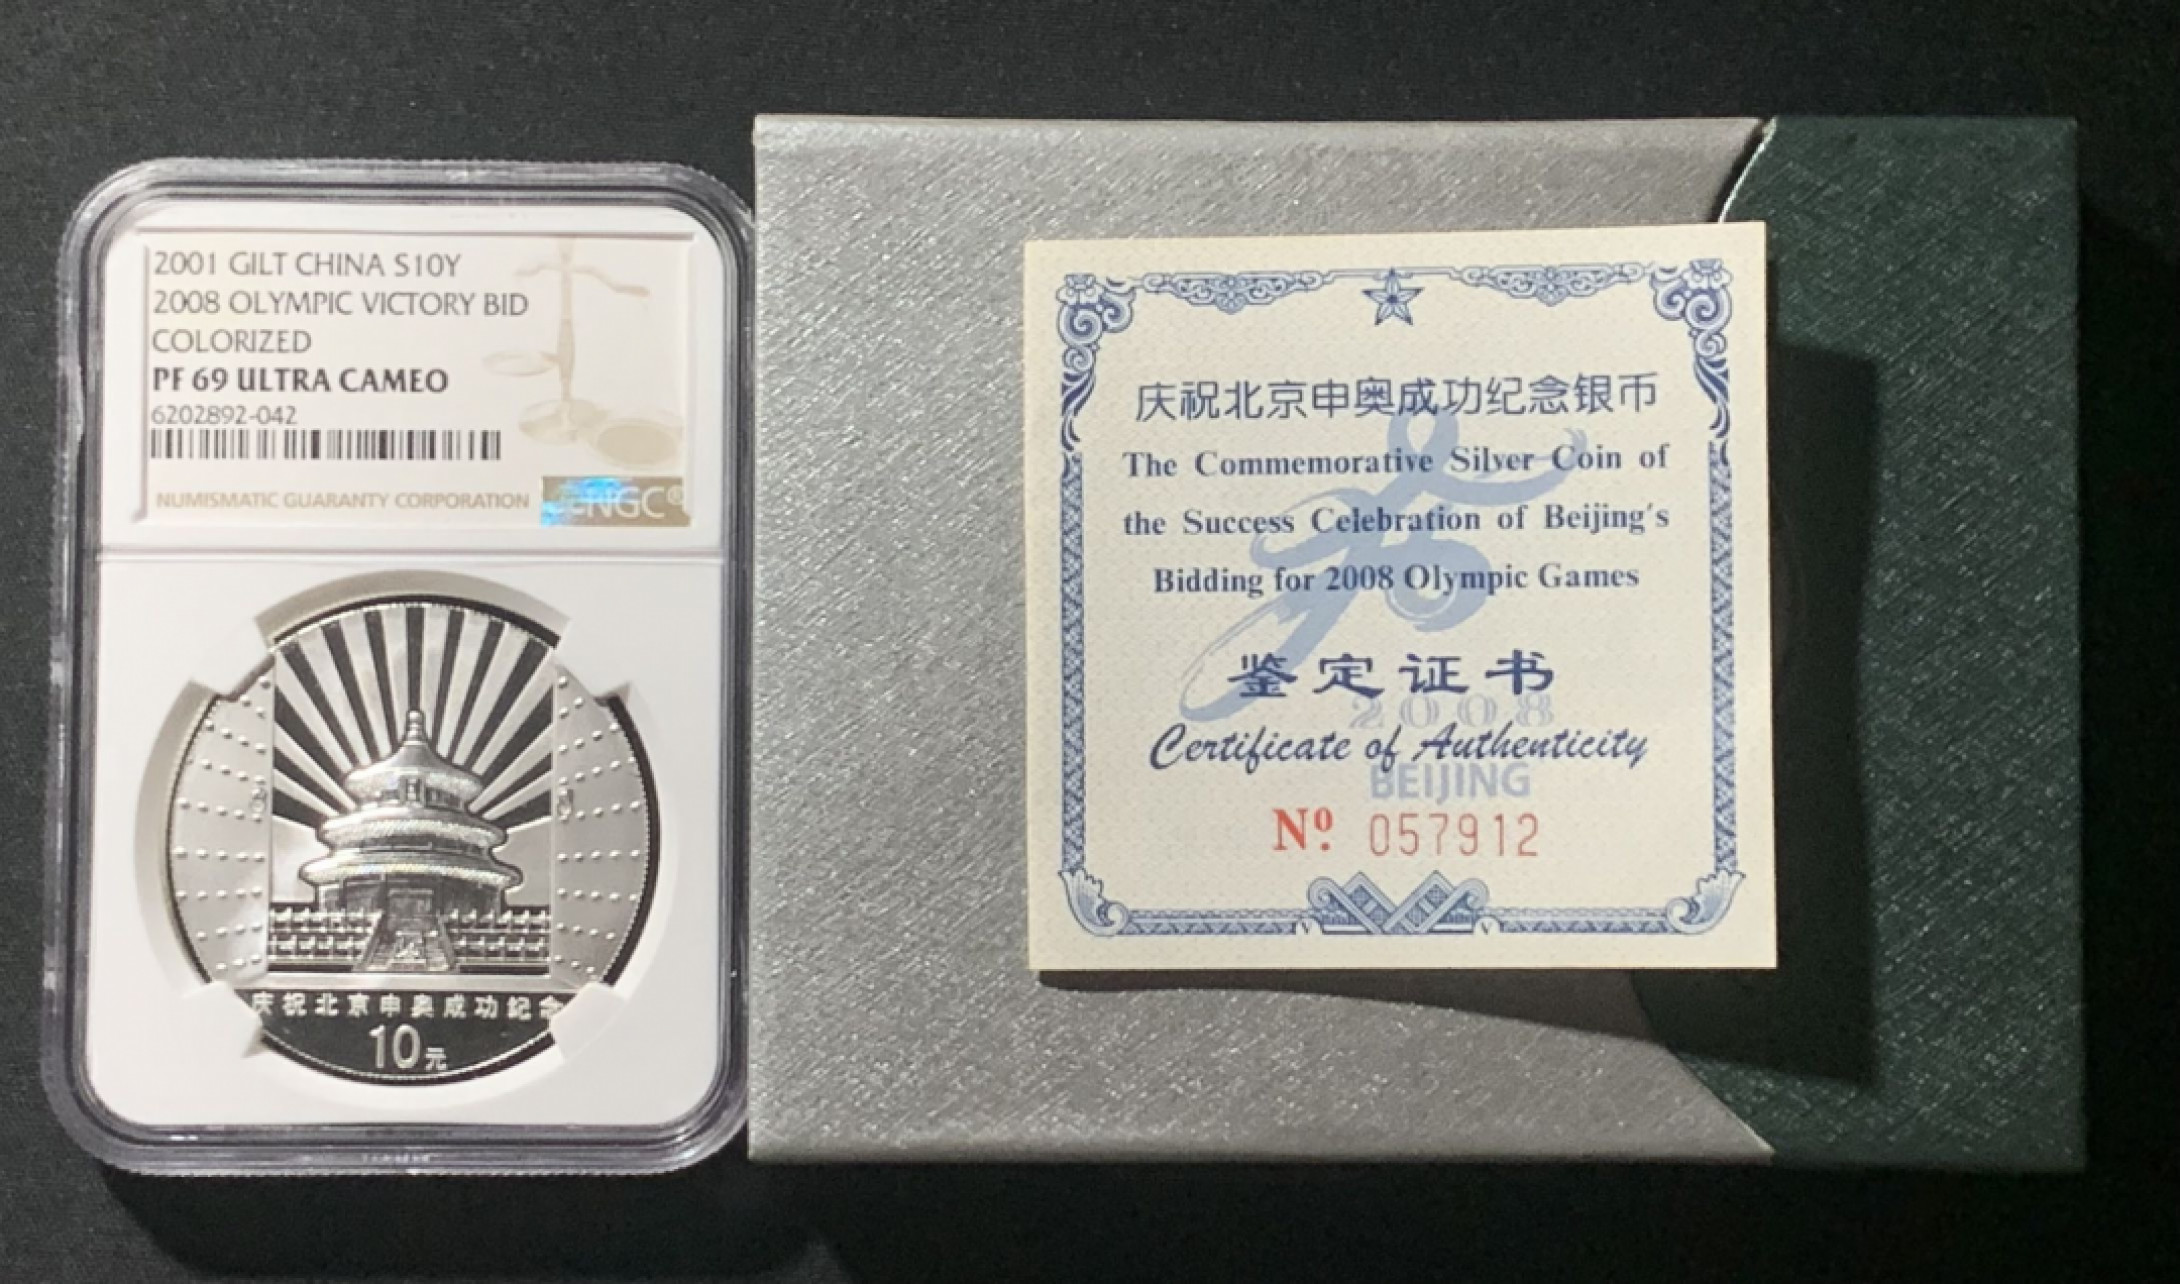 2001 GILT CHINA S10Y
2008 OLYMPIC VICTORY BID
COLORIZED
PF 69 ULTRA CAMEO
6202892-042
NUMISMATIC GUARANTY CORPORATION
NGC®
庆祝北京申奥成功纪念
10元
庆祝北京申奥成功纪念银币
The Commemorative Silver Coin of
the Success Celebration of Beijing's
Bidding for 2008 Olympic Games
鉴定证书
2008
Certificate of Authenticity
BEIJING
Nº 057912